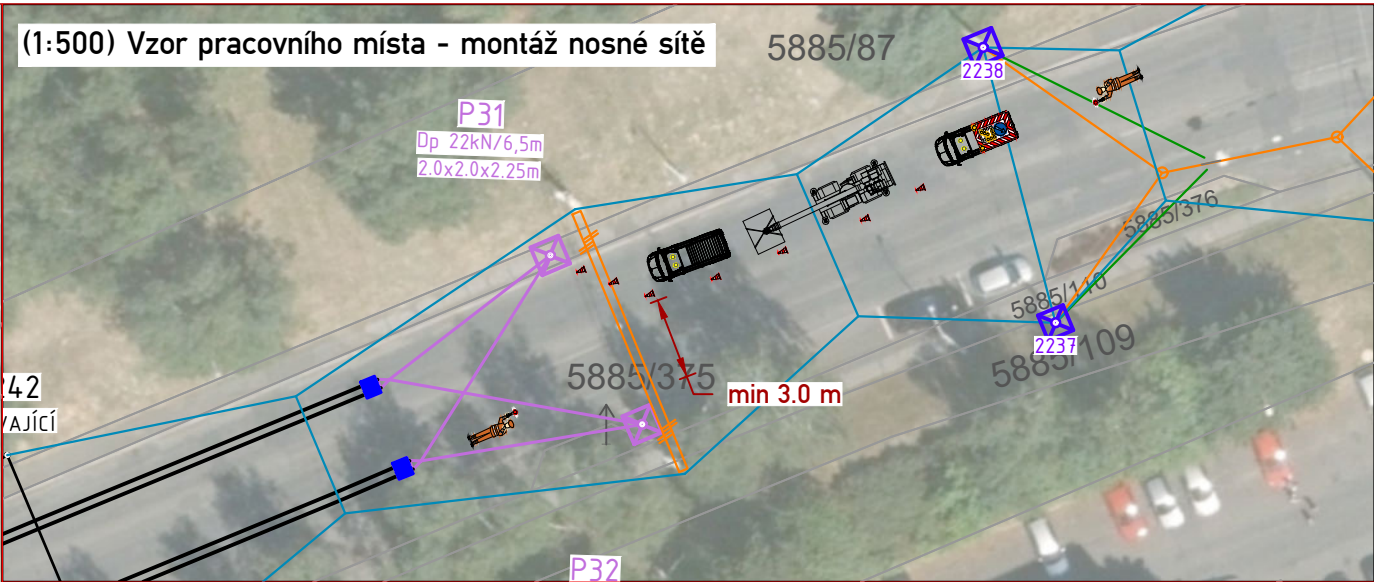 (1:500) Vzor pracovního místa - montáž nosné sítě
5885/87
2238
P31
Dp 22kN/6,5m
2.0x2.0x2.25m
5885/376
5885/110
2237
5885/109
5885/375
min 3.0 m
242
VAJÍCÍ
P32